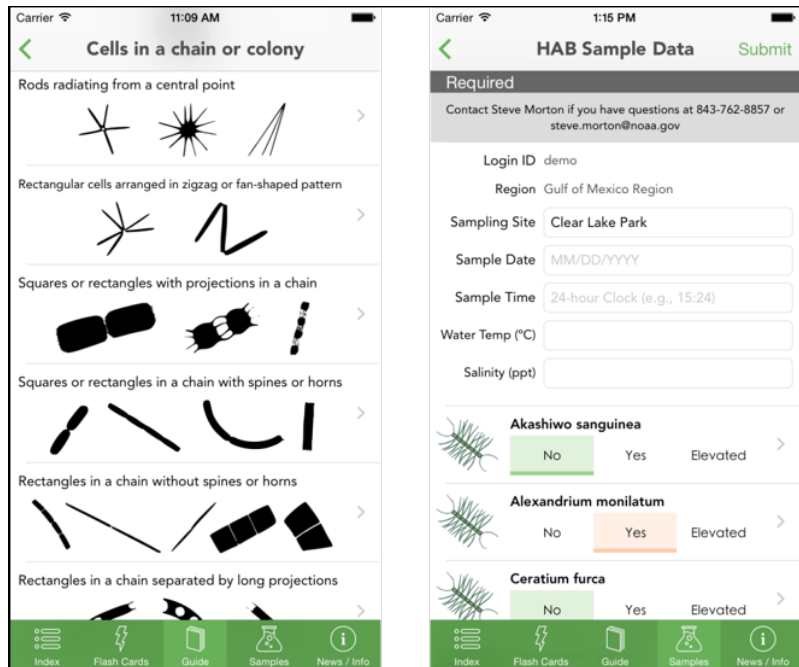 Carrier 11:09 AM
Cells in a chain or colony
Rods radiating from a central point
Rectangular cells arranged in zigzag or fan-shaped pattern
Squares or rectangles with projections in a chain
Squares or rectangles in a chain with spines or horns
Rectangles in a chain without spines or horns
Rectangles in a chain separated by long projections
Index Flash Cards Guide Samples News / Info
Carrier 1:15 PM
HAB Sample Data Submit
Required
Contact Steve Morton if you have questions at 843-762-8857 or
steve.morton@noaa.gov
Login ID demo
Region Gulf of Mexico Region
Sampling Site Clear Lake Park
Sample Date MM/DD/YYYY
Sample Time 24-hour Clock (e.g., 15:24)
Water Temp (ºC)
Salinity (ppt)
Akashiwo sanguinea
No Yes Elevated
Alexandrium monilatum
No Yes Elevated
Ceratium furca
No Yes Elevated
Index Flash Cards Guide Samples News / Info